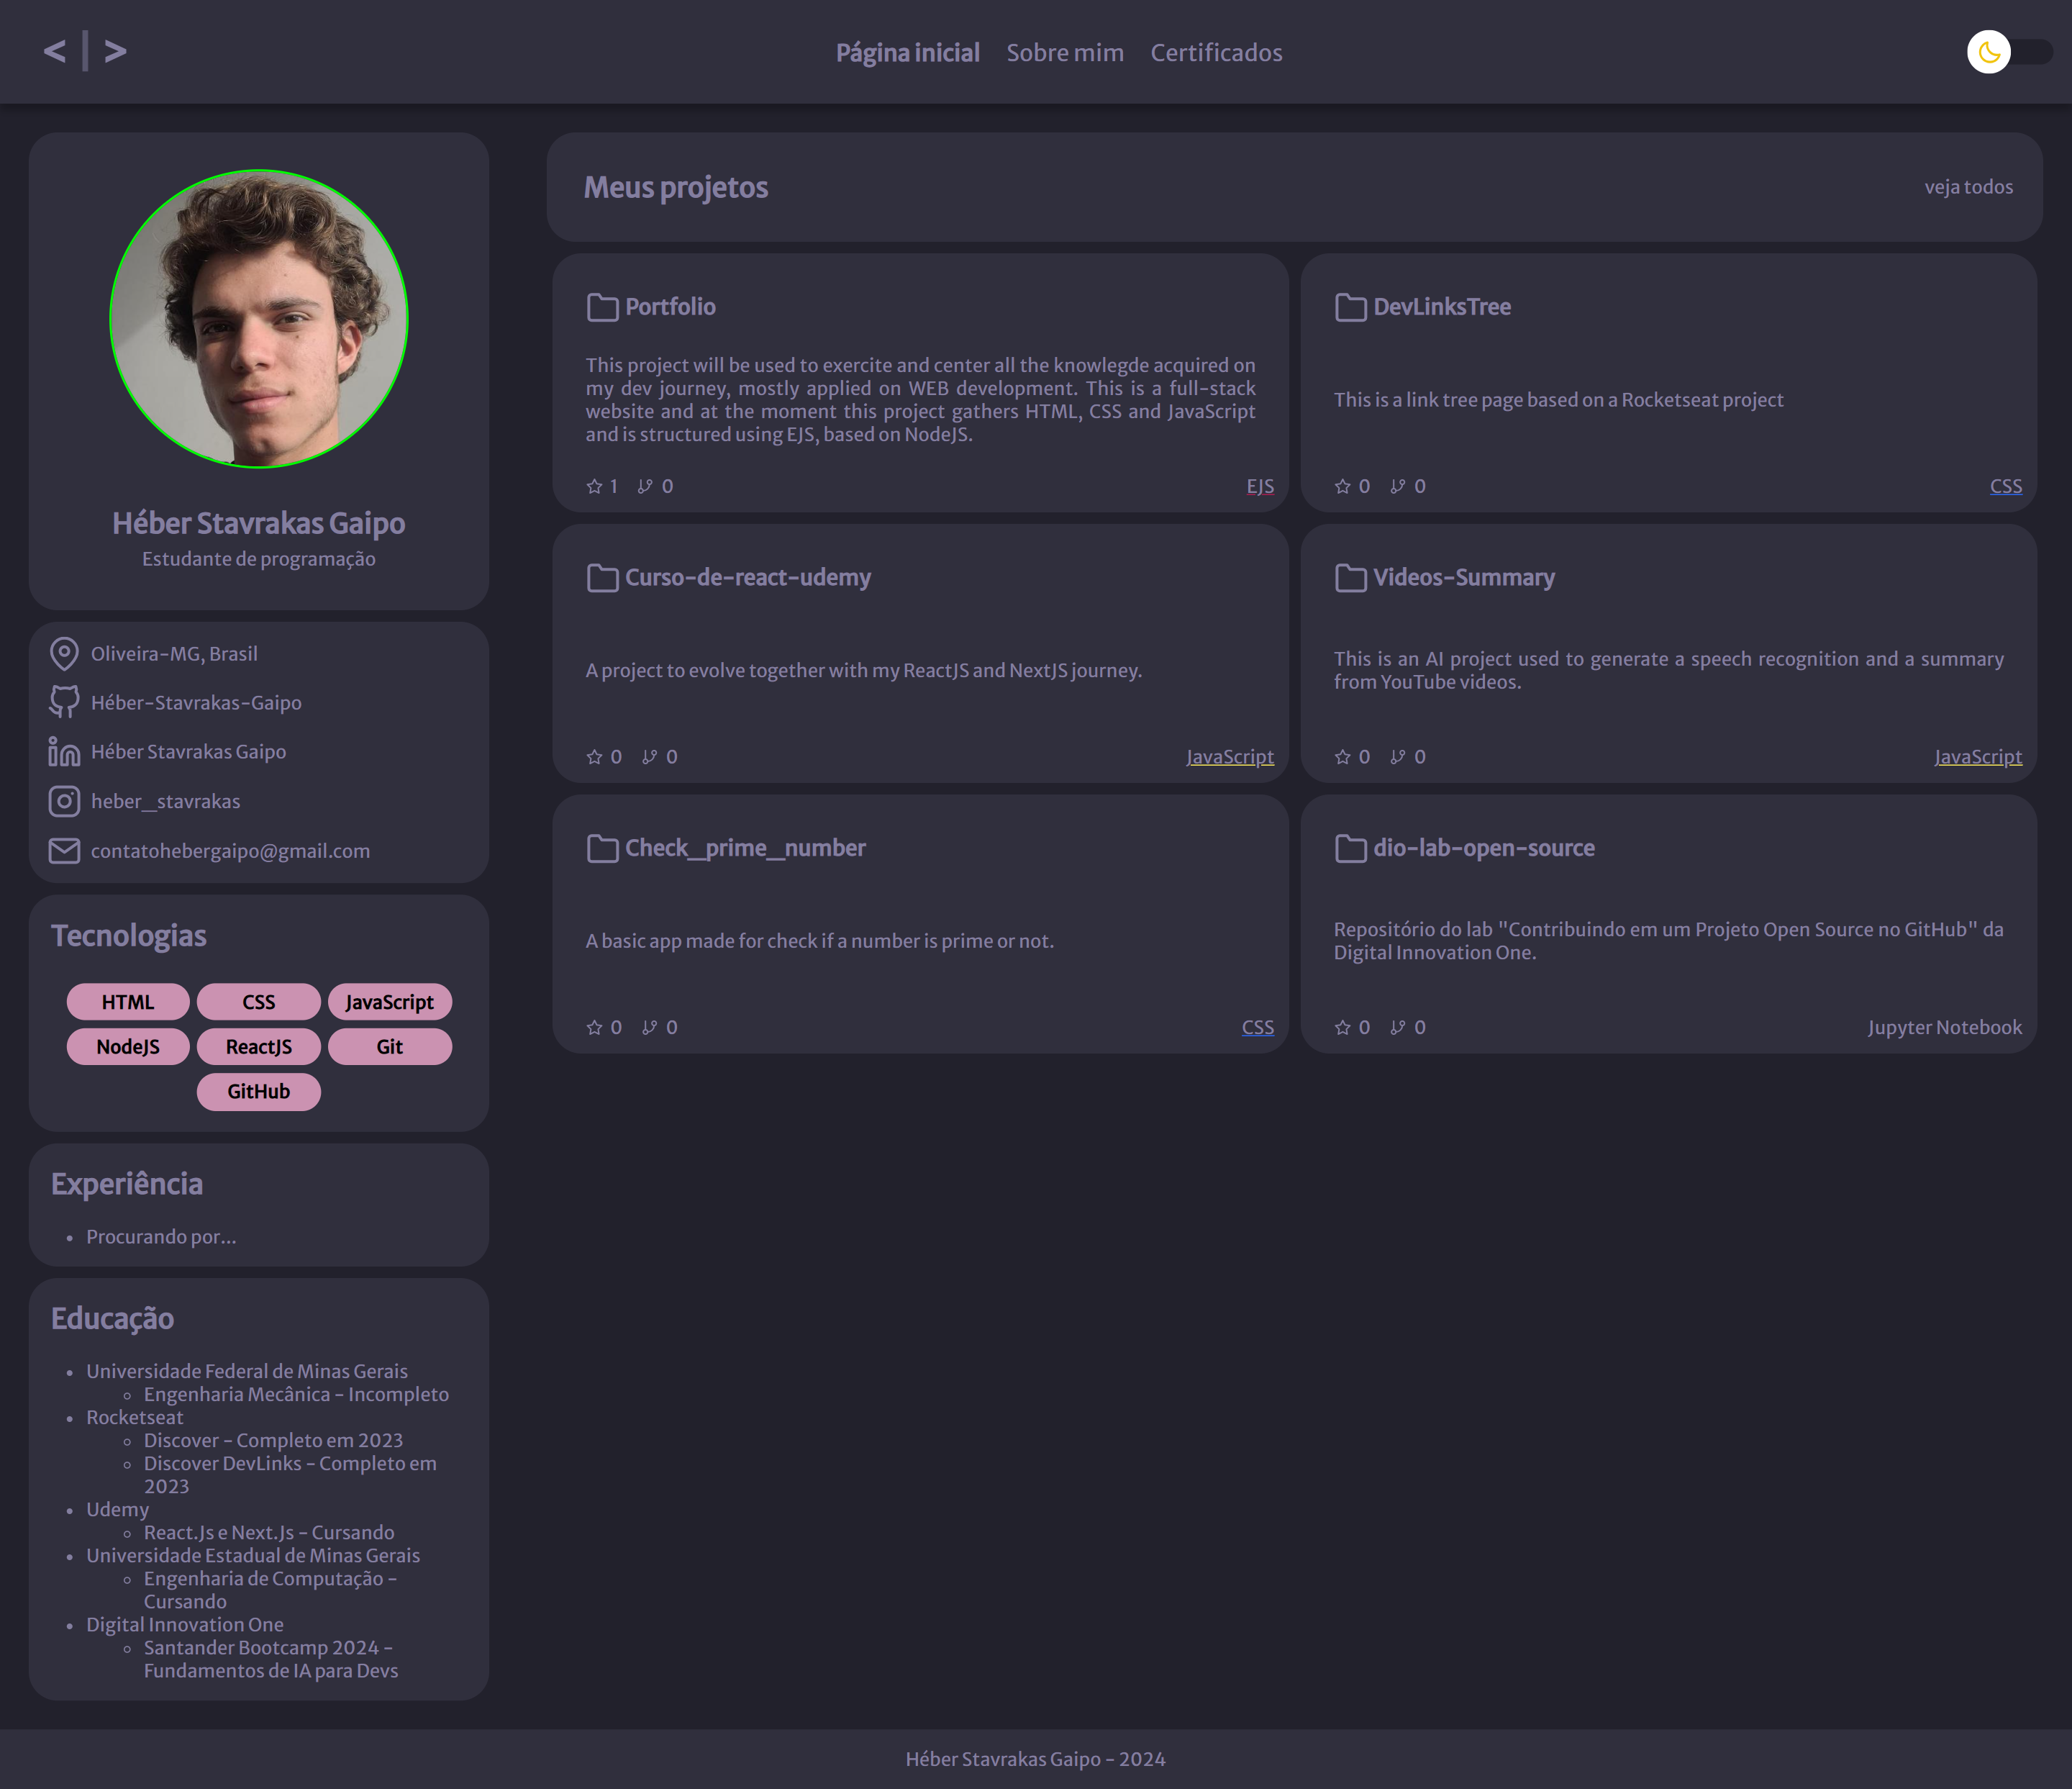 < | >
Página inicial Sobre mim Certificados
Héber Stavrakas Gaipo
Estudante de programação
Oliveira-MG, Brasil
Héber-Stavrakas-Gaipo
Héber Stavrakas Gaipo
heber_stavrakas
contatohebergaipo@gmail.com
Tecnologias
HTML CSS JavaScript
NodeJS ReactJS Git
GitHub
Experiência
Procurando por...
Educação
Universidade Federal de Minas Gerais
Engenharia Mecânica - Incompleto
Rocketseat
Discover - Completo em 2023
Discover DevLinks - Completo em
2023
Udemy
React.Js e Next.Js - Cursando
Universidade Estadual de Minas Gerais
Engenharia de Computação -
Cursando
Digital Innovation One
Santander Bootcamp 2024 -
Fundamentos de IA para Devs
Meus projetos veja todos
Portfolio
This project will be used to exercite and center all the knowlegde acquired on
my dev journey, mostly applied on WEB development. This is a full-stack
website and at the moment this project gathers HTML, CSS and JavaScript
and is structured using EJS, based on NodeJS.
1 0 EJS
DevLinksTree
This is a link tree page based on a Rocketseat project
0 0 CSS
Curso-de-react-udemy
A project to evolve together with my ReactJS and NextJS journey.
0 0 JavaScript
Videos-Summary
This is an AI project used to generate a speech recognition and a summary
from YouTube videos.
0 0 JavaScript
Check_prime_number
A basic app made for check if a number is prime or not.
0 0 CSS
dio-lab-open-source
Repositório do lab "Contribuindo em um Projeto Open Source no GitHub" da
Digital Innovation One.
0 0 Jupyter Notebook
Héber Stavrakas Gaipo - 2024